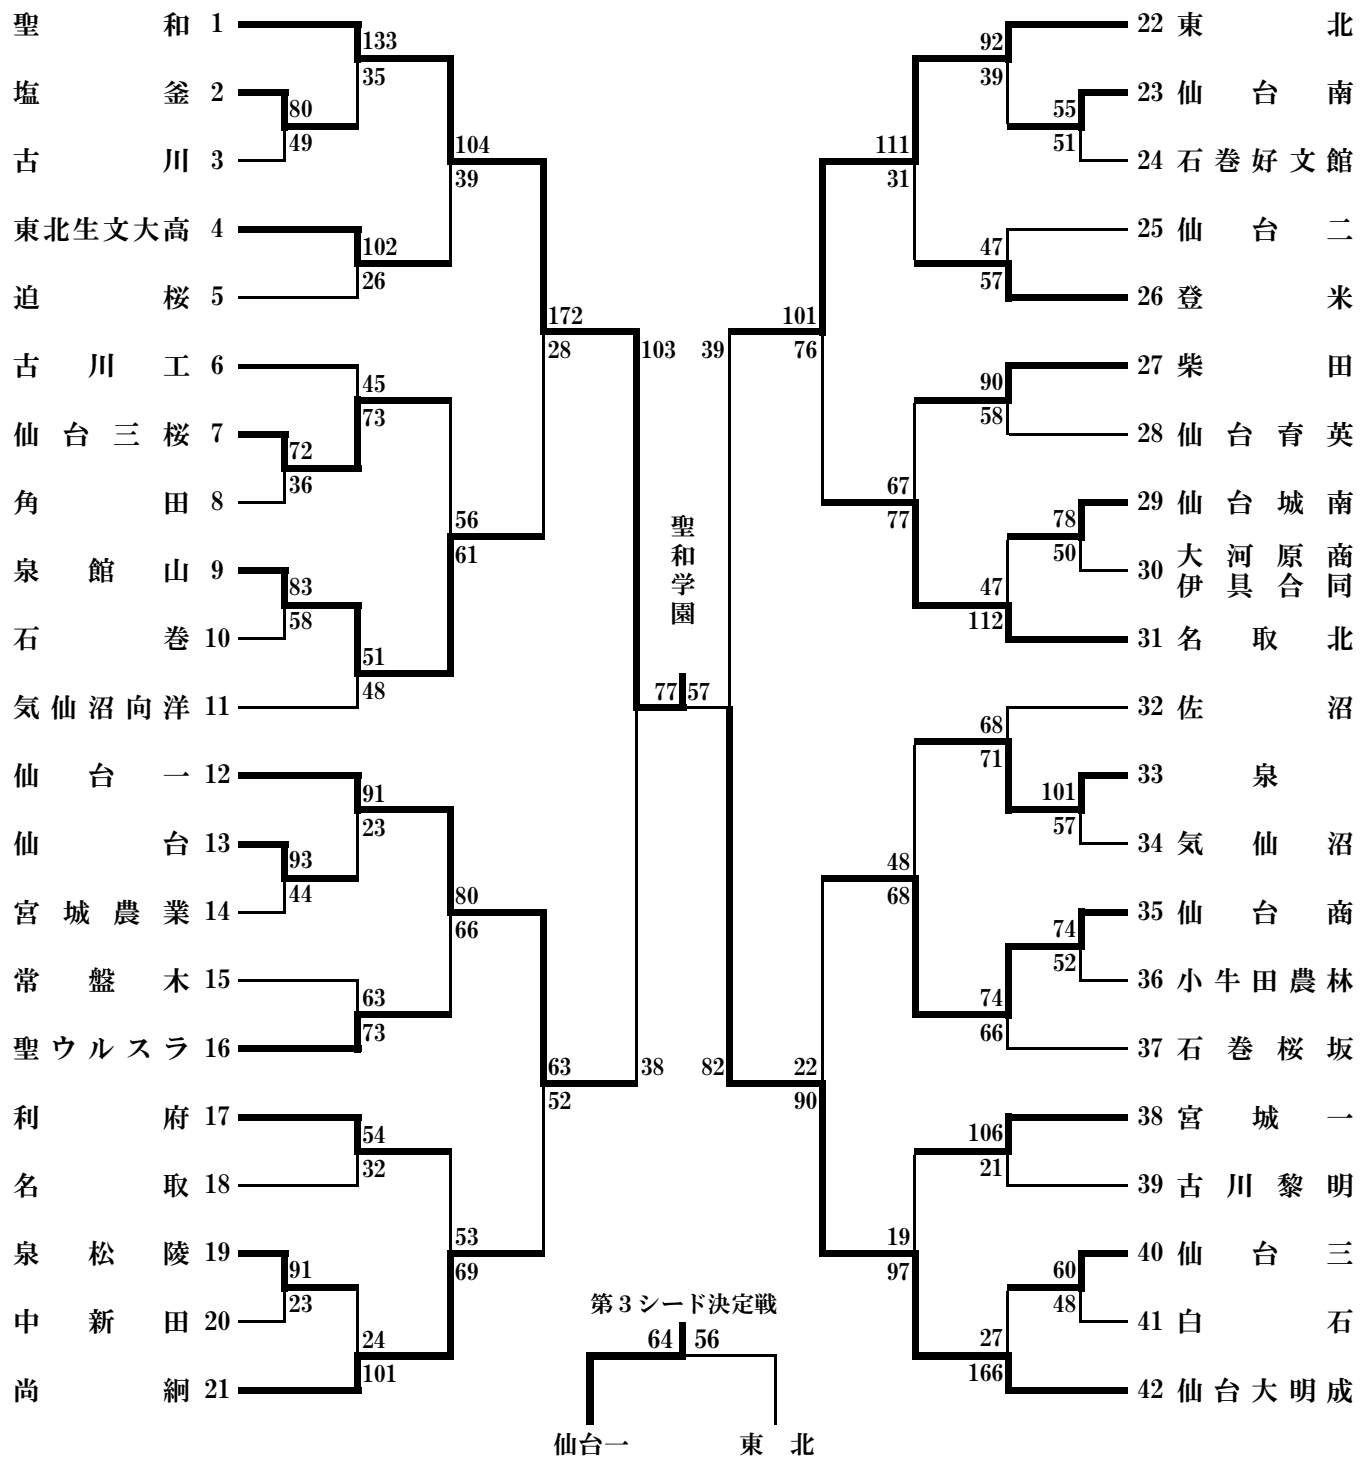 聖和 1
133
35
塩釜 2
80
49
古川 3
104
39
東北生文大高 4
102
26
迫桜 5
172
28
古川工 6
45
73
仙台三桜 7
72
36
角田 8
56
61
泉館山 9
83
58
石巻 10
51
48
気仙沼向洋 11
仙台一 12
91
23
仙台 13
93
44
宮城農業 14
80
66
常盤木 15
63
73
聖ウルスラ 16
63
52
利府 17
54
32
名取 18
53
69
泉松陵 19
91
23
中新田 20
24
101
尚絅 21
103 39
聖和学園
77 57
38 82
22 東北
92
39
23 仙台南
55
51
24 石巻好文館
111
31
25 仙台二
47
57
26 登米
101
76
27 柴田
90
58
28 仙台育英
67
77
29 仙台城南
78
50
30 大河原商
伊具合同
47
112
31 名取北
32 佐沼
68
71
33 泉
101
57
34 気仙沼
48
68
35 仙台商
74
52
36 小牛田農林
74
66
37 石巻桜坂
22
90
38 宮城一
106
21
39 古川黎明
19
97
40 仙台三
60
48
41 白石
27
166
42 仙台大明成
第3シード決定戦
64 56
仙台一 東北